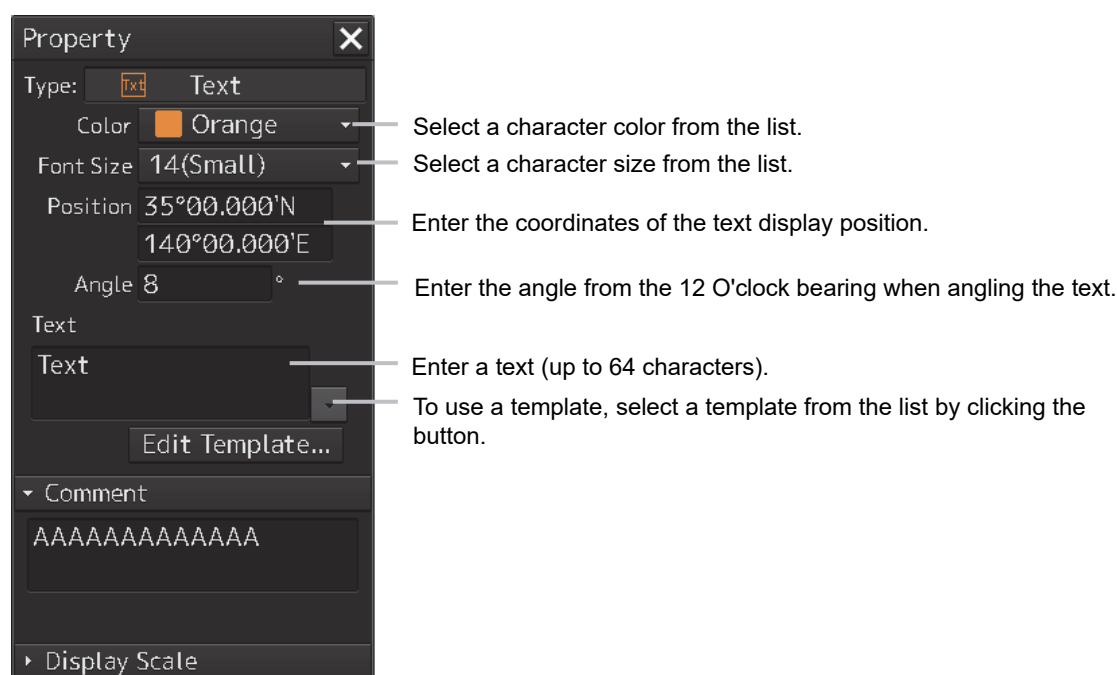 Property
Type: Txt Text
Color Orange
Select a character color from the list.
Font Size 14(Small)
Select a character size from the list.
Position 35°00.000'N
140°00.000'E
Enter the coordinates of the text display position.
Angle 8 °
Enter the angle from the 12 O'clock bearing when angling the text.
Text
Text
Enter a text (up to 64 characters).
To use a template, select a template from the list by clicking the
button.
Edit Template...
Comment
AAAAAAAAAAAAA
Display Scale